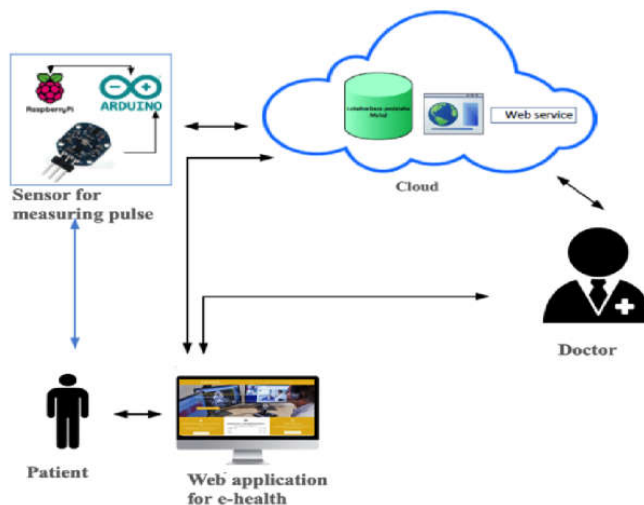 RaspberryPi
ARDUINO
Sensor for
measuring pulse
Web service
Cloud
Doctor
Patient
Web application
for e-health